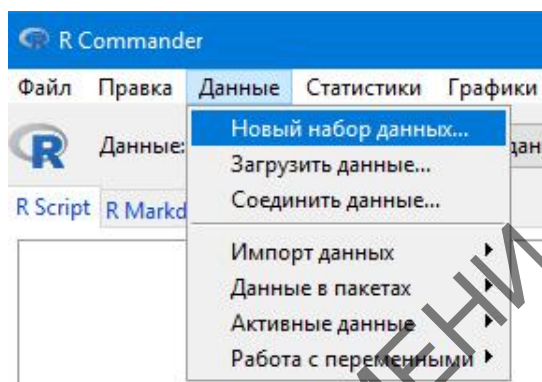 R Commander
Файл Правка Данные Статистики Графики
R Данные:
Новый набор данных...
Загрузить данные...
Соединить данные...
R Script R Markd
Импорт данных
Данные в пакетах
Активные данные
Работа с переменными